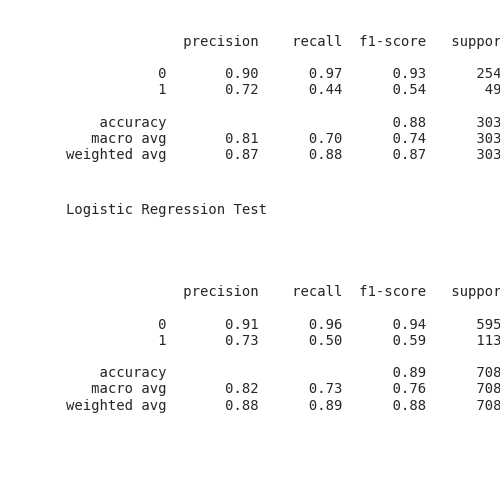 precision recall f1-score suppor
0 0.90 0.97 0.93 254
1 0.72 0.44 0.54 49
accuracy 0.88 303
macro avg 0.81 0.70 0.74 303
weighted avg 0.87 0.88 0.87 303
Logistic Regression Test
precision recall f1-score suppor
0 0.91 0.96 0.94 595
1 0.73 0.50 0.59 113
accuracy 0.89 708
macro avg 0.82 0.73 0.76 708
weighted avg 0.88 0.89 0.88 708